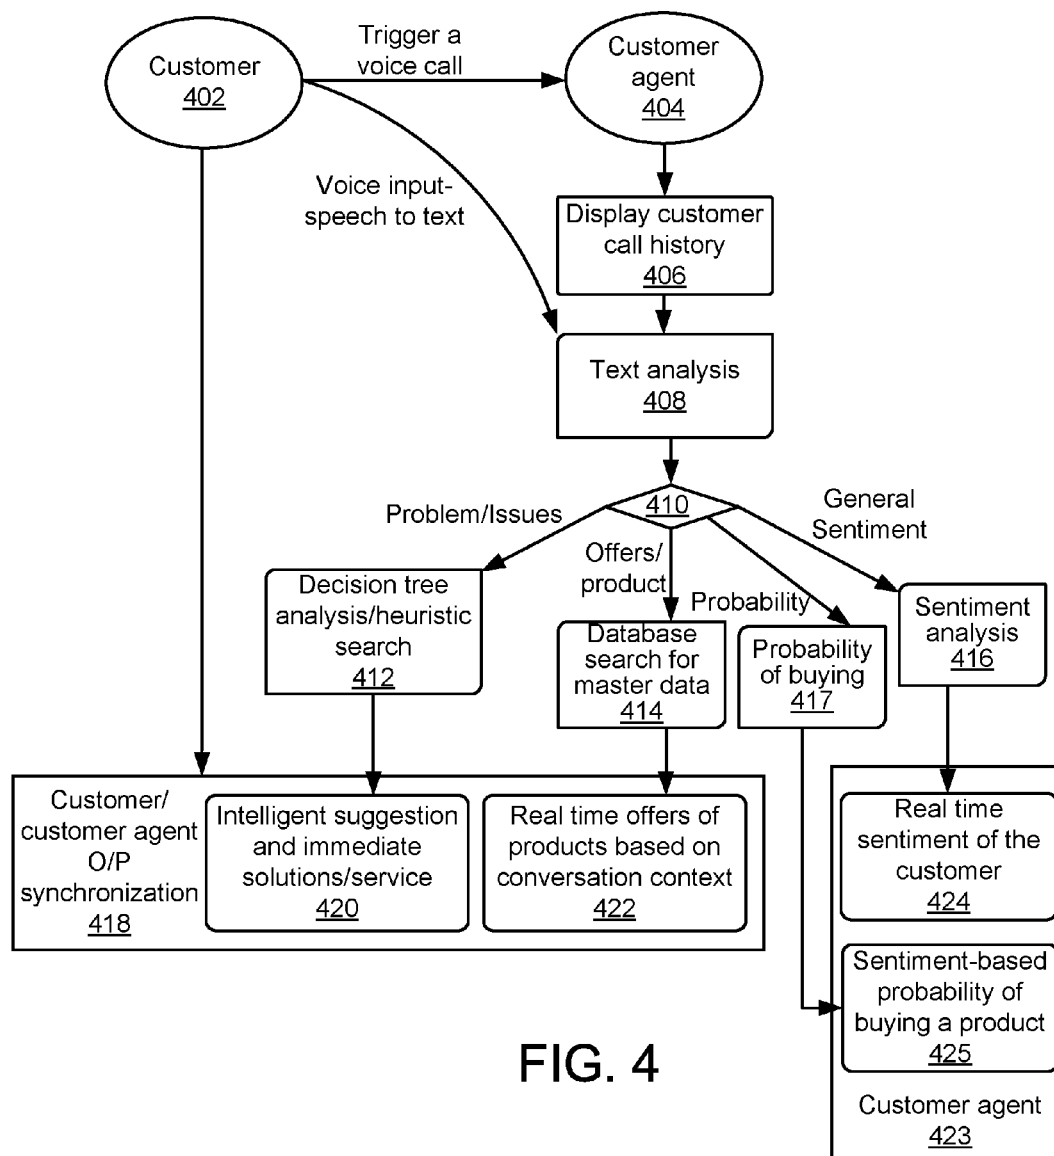 Customer
402
Trigger a
voice call
Customer
agent
404
Voice input-
speech to text
Display customer
call history
406
Text analysis
408
410
Problem/Issues
Offers/
product
Probability
General
Sentiment
Decision tree
analysis/heuristic
search
412
Database
search for
master data
414
Probability
of buying
417
Sentiment
analysis
416
Customer/
customer agent
O/P
synchronization
418
Intelligent suggestion
and immediate
solutions/service
420
Real time offers of
products based on
conversation context
422
Real time
sentiment of the
customer
424
Sentiment-based
probability of
buying a product
425
Customer agent
423
FIG. 4